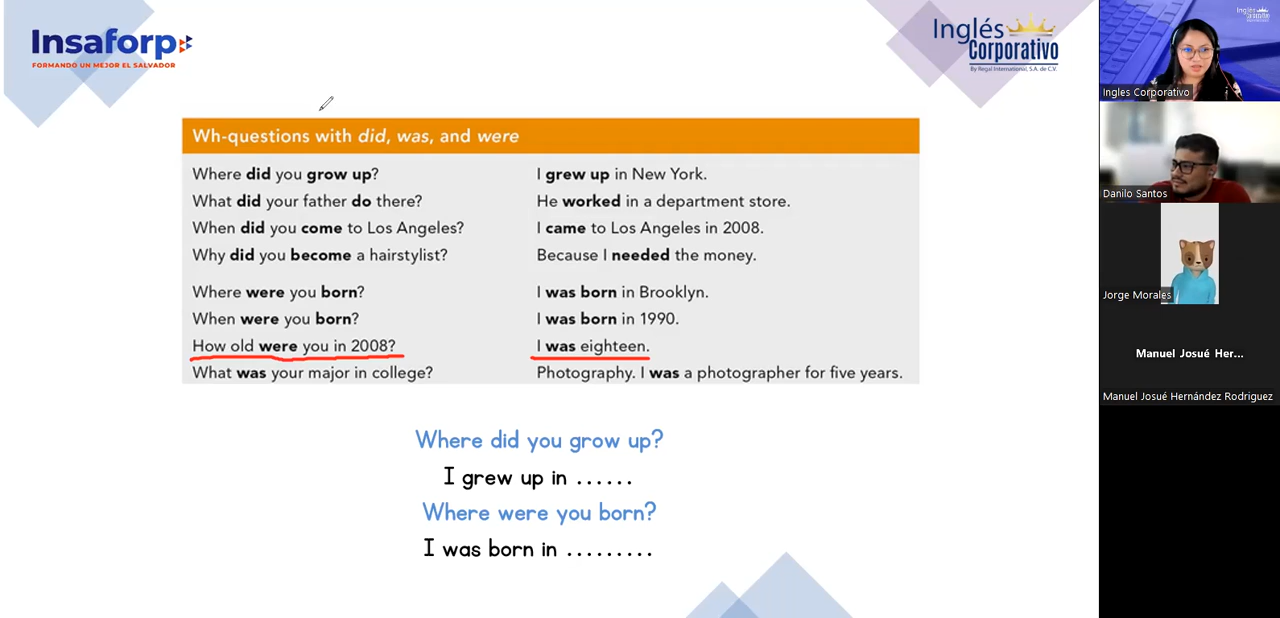 Insaforp
FORMANDO UN MEJOR EL SALVADOR
Inglés
Corporativo
By Regal International, S.A. de C.V.
Wh-questions with did, was, and were
Where did you grow up? I grew up in New York.
What did your father do there? He worked in a department store.
When did you come to Los Angeles? I came to Los Angeles in 2008.
Why did you become a hairstylist? Because I needed the money.
Where were you born? I was born in Brooklyn.
When were you born? I was born in 1990.
How old were you in 2008? I was eighteen.
What was your major in college? Photography. I was a photographer for five years.
Where did you grow up?
I grew up in ......
Where were you born?
I was born in .........
Inglés
Ingles Corporativo
Danilo Santos
Jorge Morales
Manuel Josué Her...
Manuel Josué Hernández Rodriguez